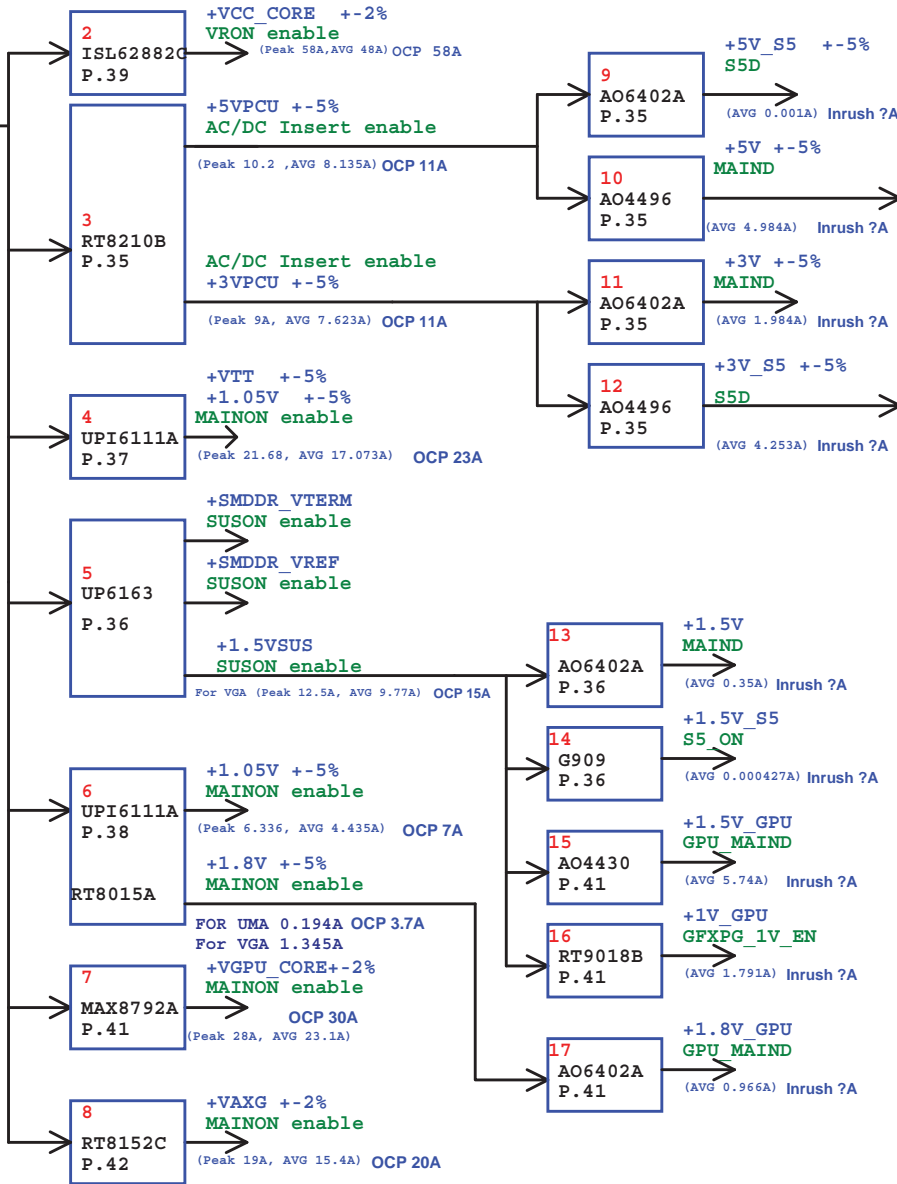 +VCC_CORE +-2%
VRON enable
(Peak 58A,AVG 48A) OCP 58A
2
ISL62882C
P.39
+5VPCU +-5%
AC/DC Insert enable
(Peak 10.2 ,AVG 8.135A) OCP 11A
3
RT8210B
P.35
AC/DC Insert enable
+3VPCU +-5%
(Peak 9A, AVG 7.623A) OCP 11A
9
AO6402A
P.35
+5V_S5 +-5%
S5D
(AVG 0.001A) Inrush ?A
10
AO4496
P.35
+5V +-5%
MAIND
(AVG 4.984A) Inrush ?A
11
AO6402A
P.35
+3V +-5%
MAIND
(AVG 1.984A) Inrush ?A
12
AO4496
P.35
+3V_S5 +-5%
S5D
(AVG 4.253A) Inrush ?A
4
UPI6111A
P.37
+VTT +-5%
+1.05V +-5%
MAINON enable
(Peak 21.68, AVG 17.073A) OCP 23A
5
UP6163
P.36
+SMDDR_VTERM
SUSON enable
+SMDDR_VREF
SUSON enable
+1.5VSUS
SUSON enable
For VGA (Peak 12.5A, AVG 9.77A) OCP 15A
13
AO6402A
P.36
+1.5V
MAIND
(AVG 0.35A) Inrush ?A
14
G909
P.36
+1.5V_S5
S5_ON
(AVG 0.000427A) Inrush ?A
15
AO4430
P.41
+1.5V_GPU
GPU_MAIND
(AVG 5.74A) Inrush ?A
16
RT9018B
P.41
+1V_GPU
GFXPG_1V_EN
(AVG 1.791A) Inrush ?A
6
UPI6111A
P.38
RT8015A
+1.05V +-5%
MAINON enable
(Peak 6.336, AVG 4.435A) OCP 7A
+1.8V +-5%
MAINON enable
FOR UMA 0.194A OCP 3.7A
For VGA 1.345A
17
AO6402A
P.41
+1.8V_GPU
GPU_MAIND
(AVG 0.966A) Inrush ?A
7
MAX8792A
P.41
+VGPU_CORE+-2%
MAINON enable
OCP 30A
(Peak 28A, AVG 23.1A)
8
RT8152C
P.42
+VAXG +-2%
MAINON enable
(Peak 19A, AVG 15.4A) OCP 20A